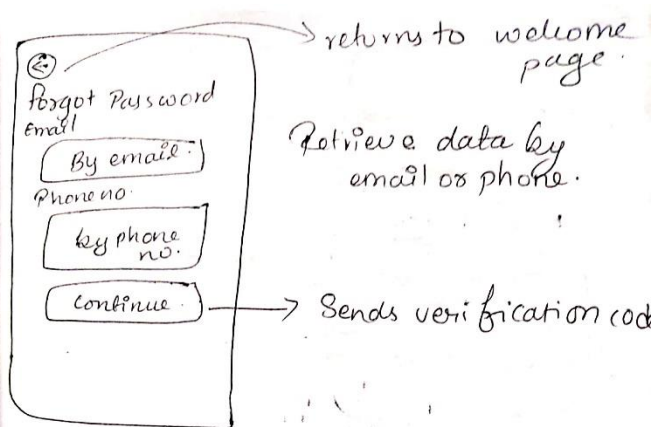 returns to welcome
page.
Forgot Password
Email
By email.
Phone no.
by phone
no.
Continue.
Retrieve data by
email or phone.
Sends verification cod